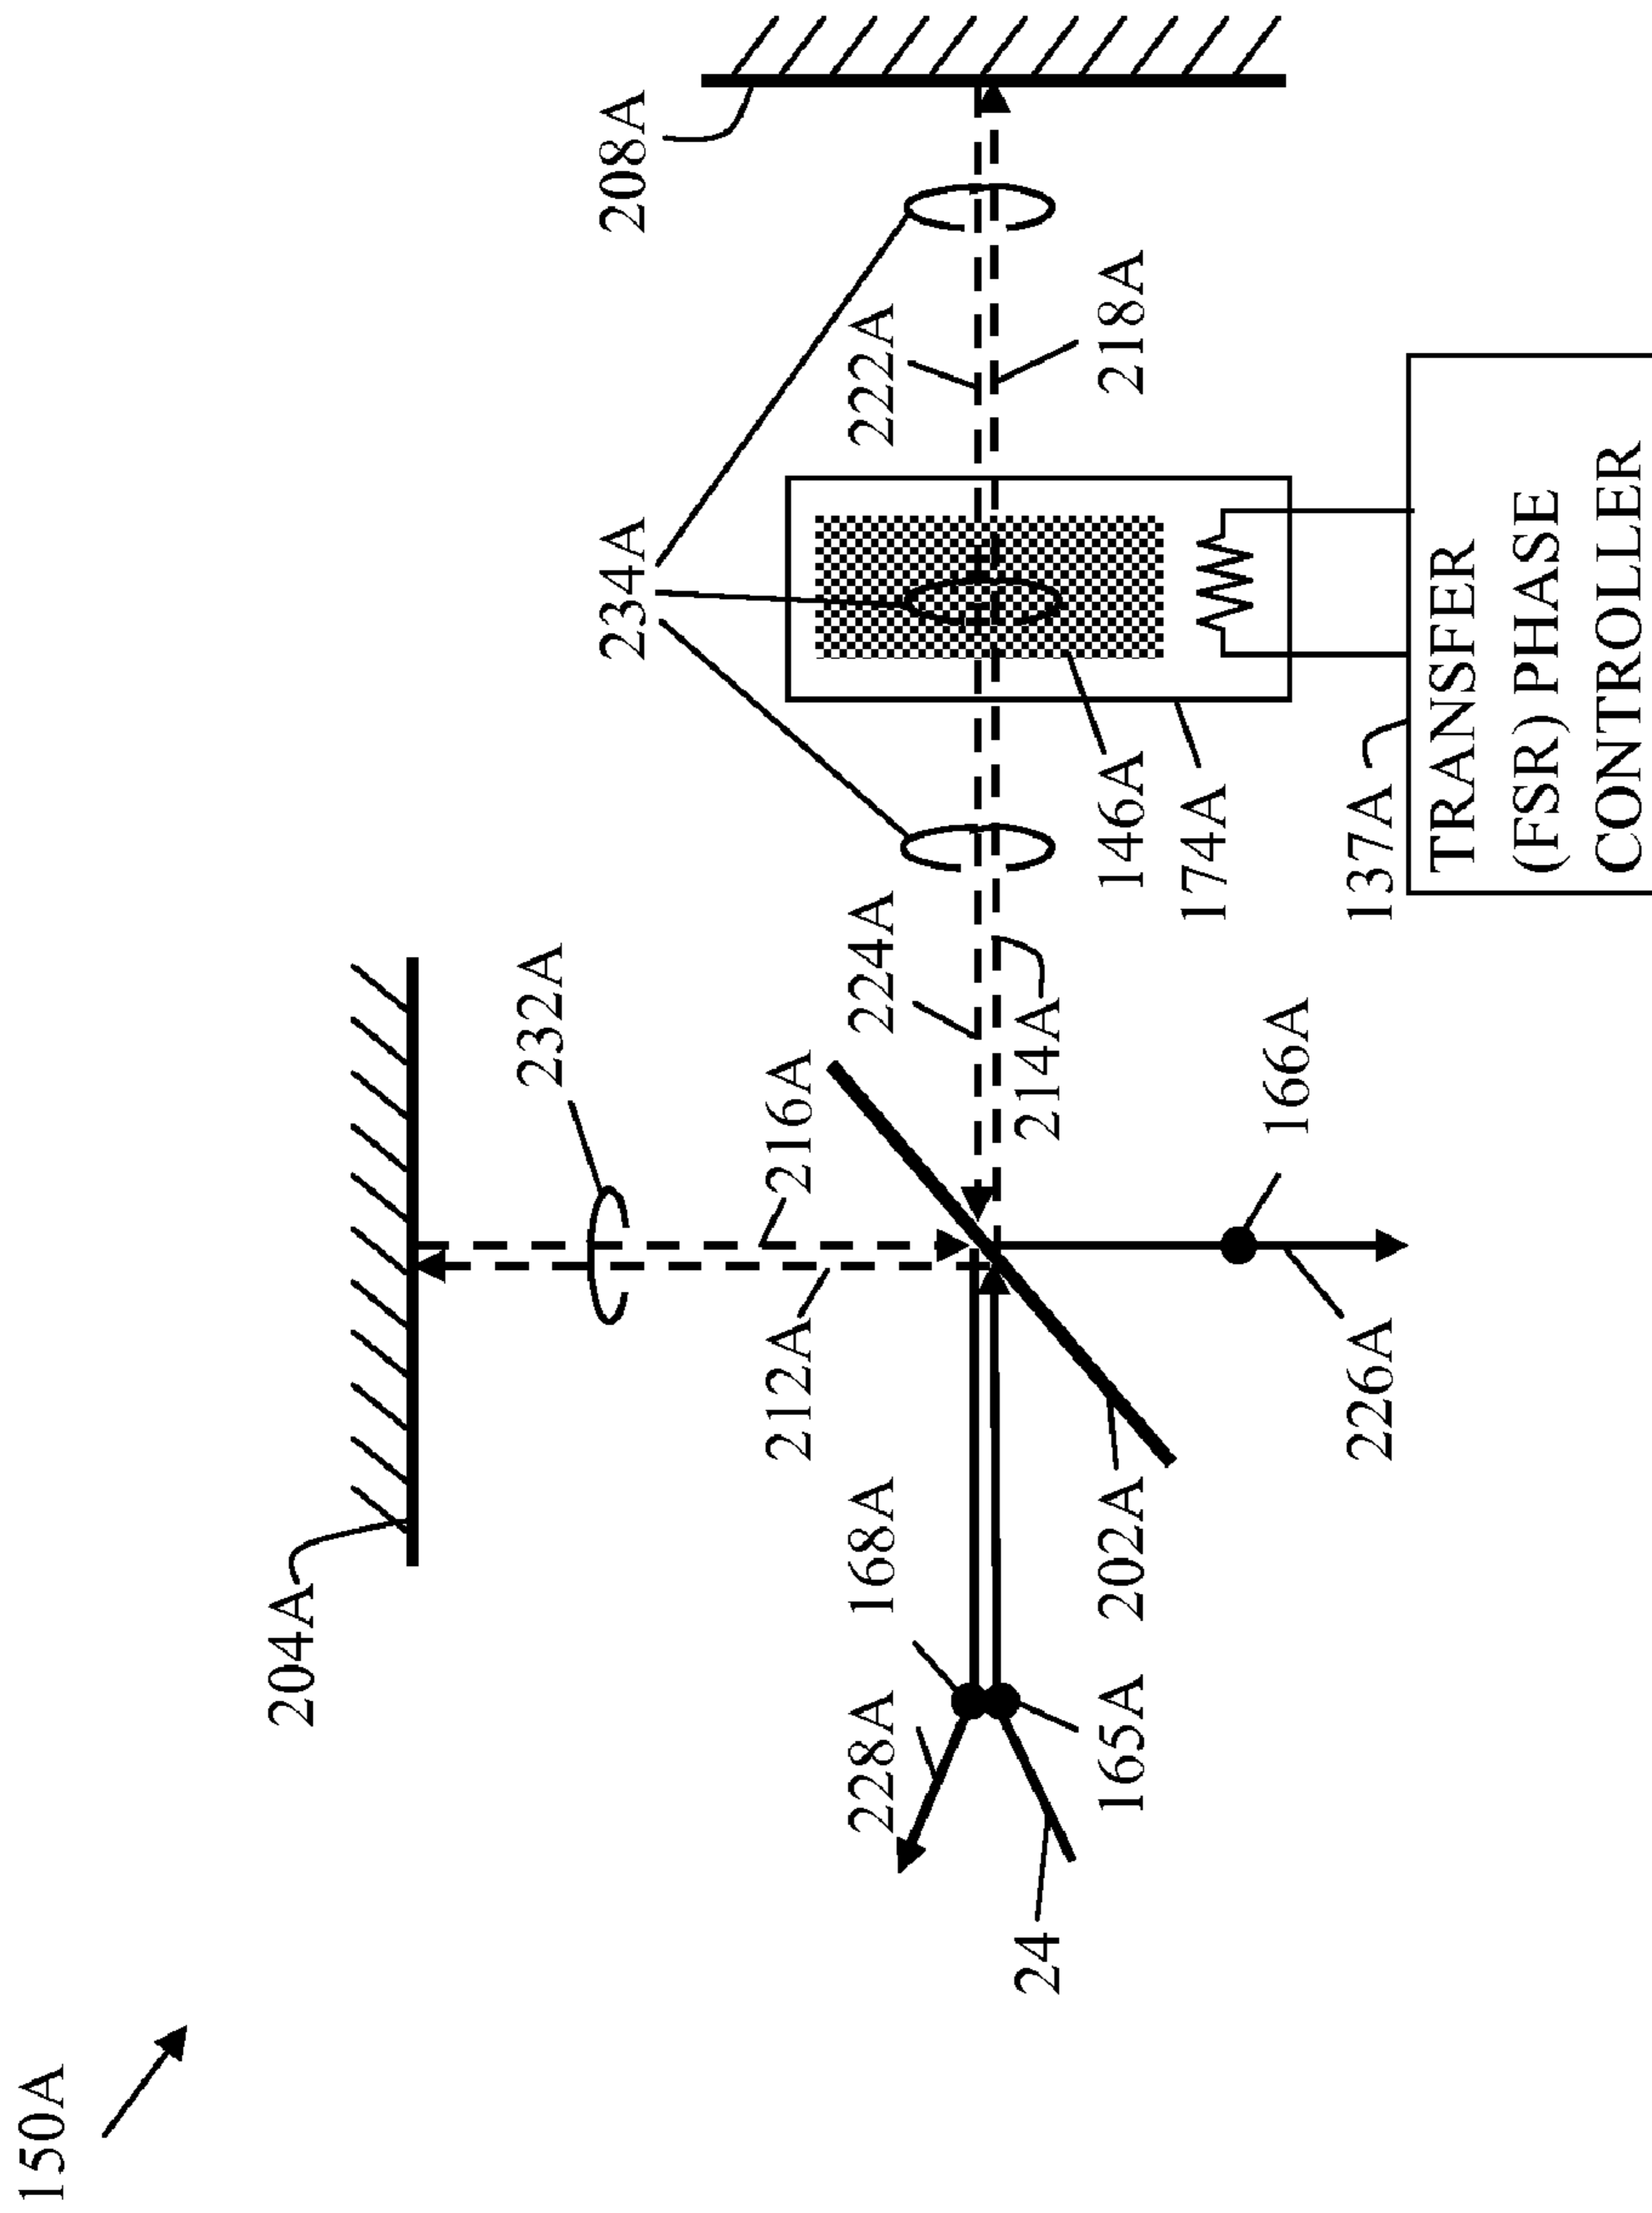 150A
204A
232A
234A
208A
212A
216A
228A
168A
224A
222A
24
214A
165A
202A
146A
218A
174A
166A
226A
137A
TRANSFER
(FSR) PHASE
CONTROLLER